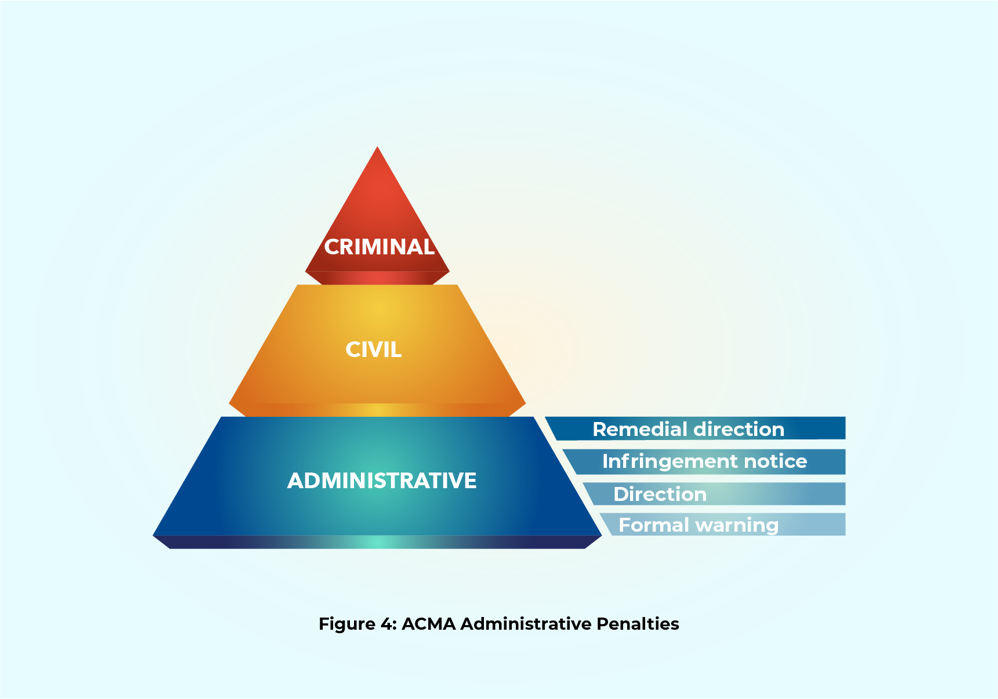 CRIMINAL
CIVIL
ADMINISTRATIVE
Remedial direction
Infringement notice
Direction
Formal warning
Figure 4: ACMA Administrative Penalties